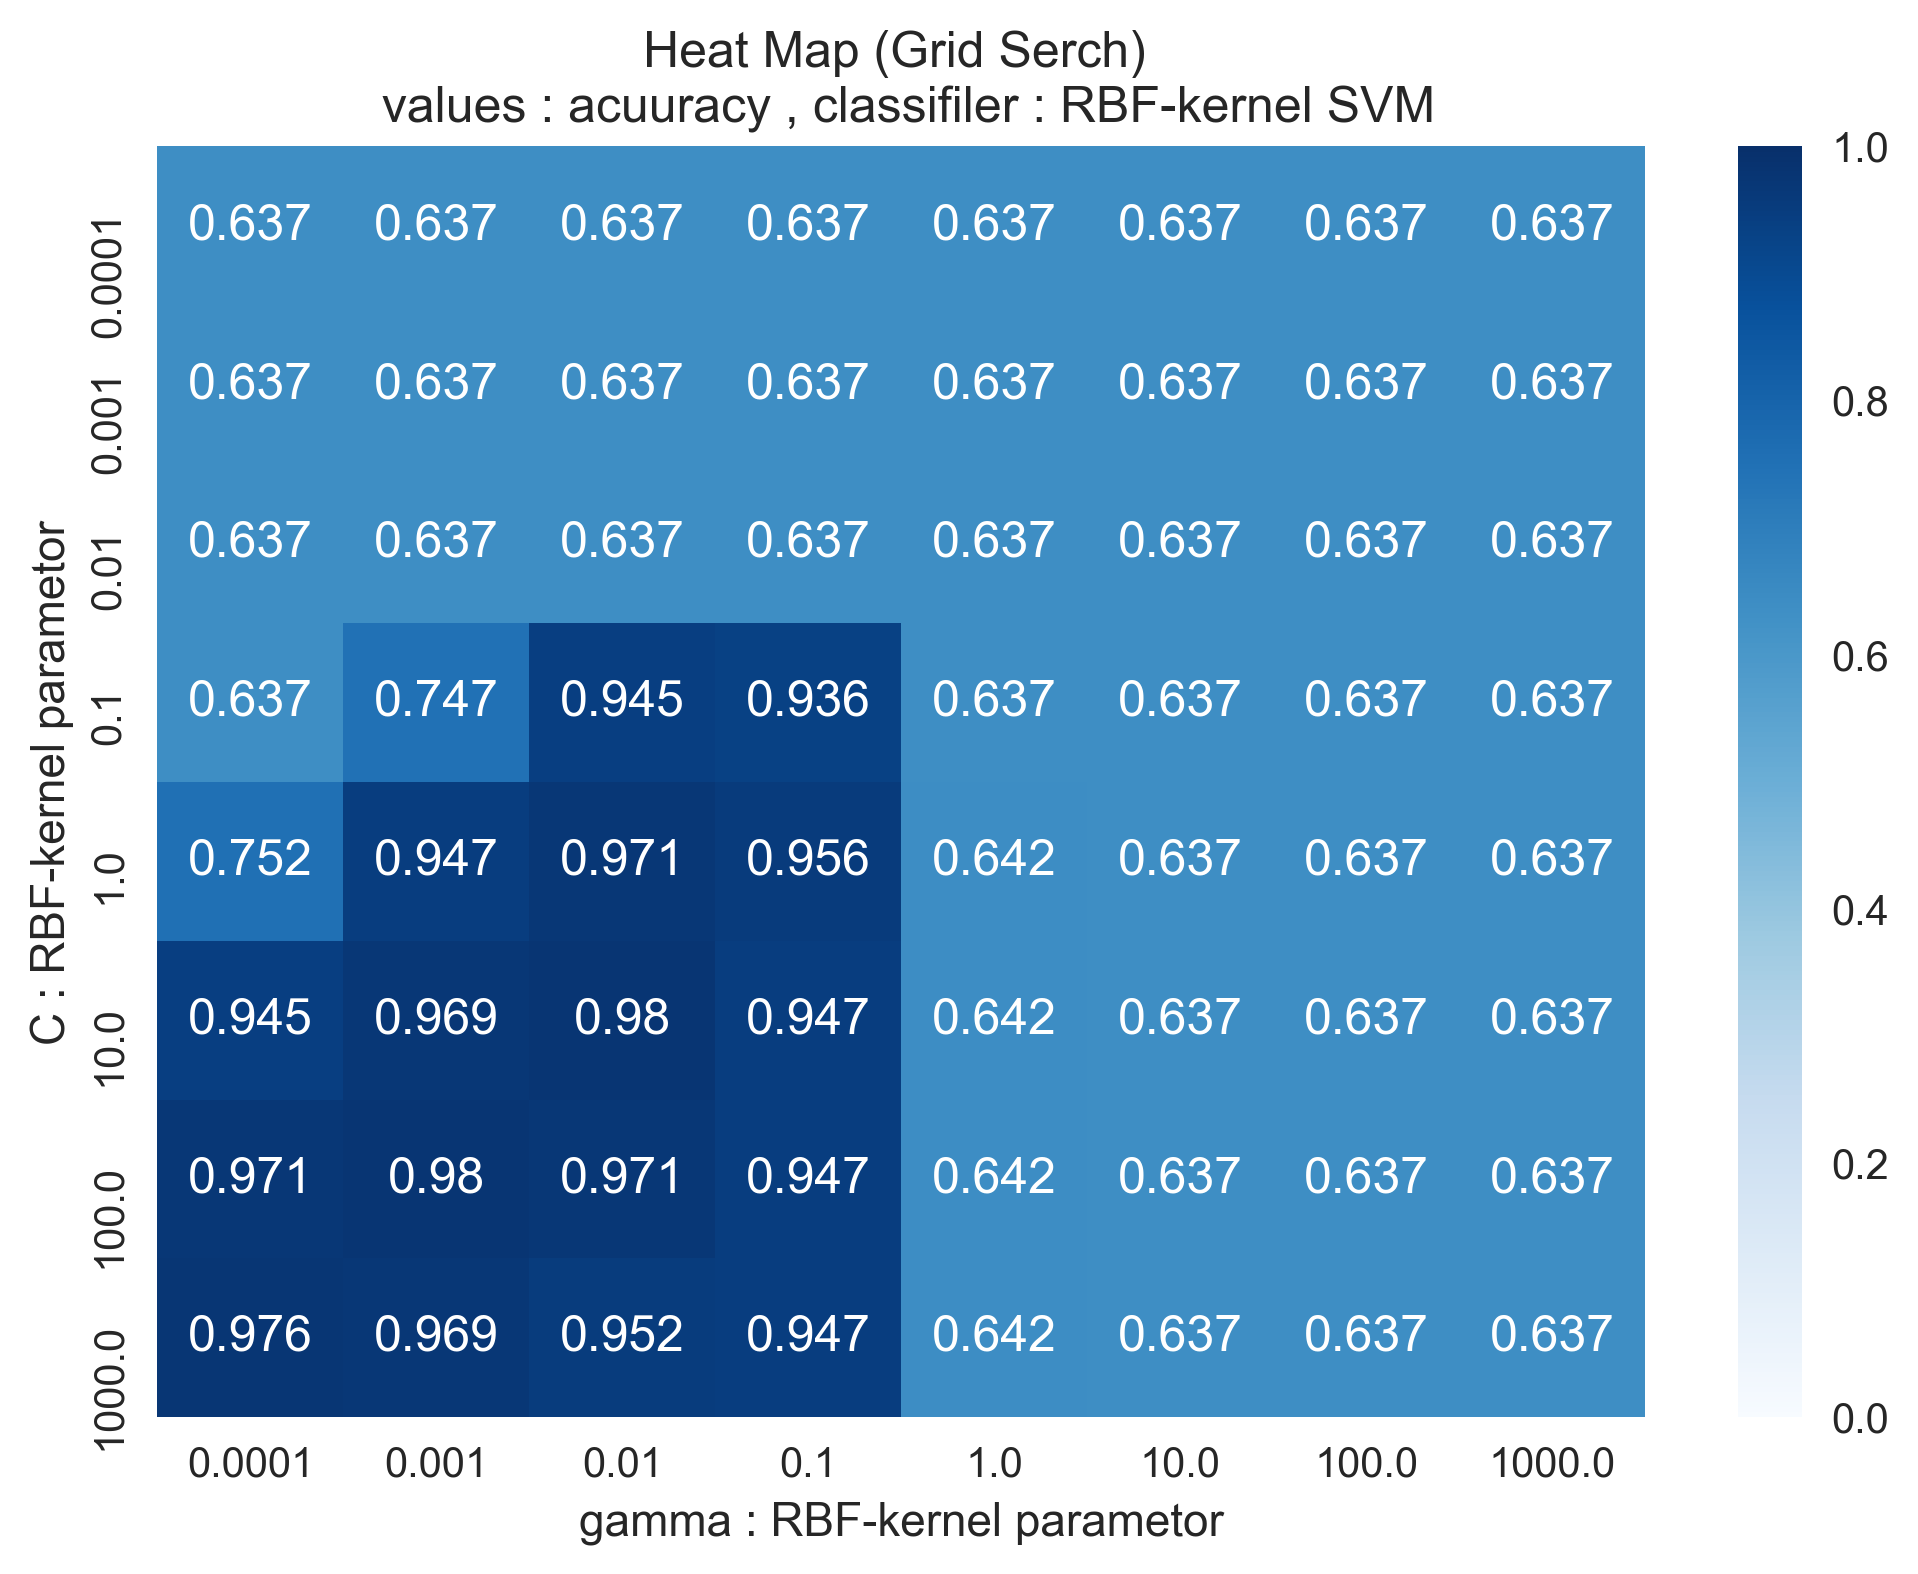 Heat Map (Grid Serch)
values : acuuracy , classifiler : RBF-kernel SVM
C : RBF-kernel parametor
0.0001 0.637 0.637 0.637 0.637 0.637 0.637 0.637 0.637
0.001 0.637 0.637 0.637 0.637 0.637 0.637 0.637 0.637
0.01 0.637 0.637 0.637 0.637 0.637 0.637 0.637 0.637
0.1 0.637 0.747 0.945 0.936 0.637 0.637 0.637 0.637
1.0 0.752 0.947 0.971 0.956 0.642 0.637 0.637 0.637
10.0 0.945 0.969 0.98 0.947 0.642 0.637 0.637 0.637
100.0 0.971 0.98 0.971 0.947 0.642 0.637 0.637 0.637
1000.0 0.976 0.969 0.952 0.947 0.642 0.637 0.637 0.637
0.0001 0.001 0.01 0.1 1.0 10.0 100.0 1000.0
gamma : RBF-kernel parametor
1.0
0.8
0.6
0.4
0.2
0.0